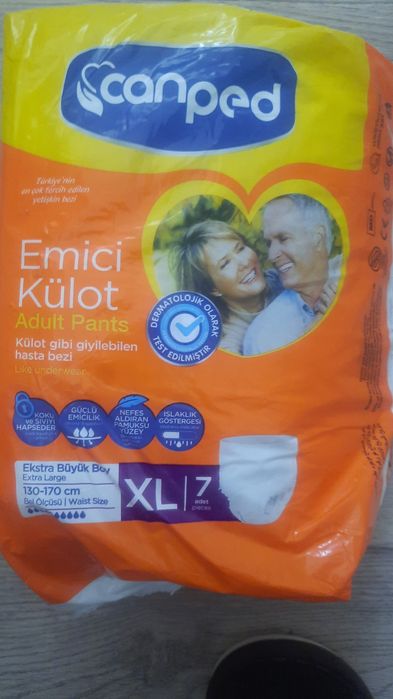 canped
Türkiye'nin
en çok tercih edilen
yetişkin bezi
Emici
Külot
Adult Pants
Külot gibi giyilebilen
hasta bezi
Like underwear
DERMATOLOJİK OLARAK
TEST EDİLMİŞTİR
KOKU
ve SIVIYI
HAPSEDER
GÜÇLÜ
EMİCİLİK
NEFES
ALDIRAN
PAMUKSU
YÜZEY
ISLAKLIK
GÖSTERGESİ
Ekstra Büyük Boy
Extra Large
130-170 cm
Bel Ölçüsü | Waist Size
XL
7
adet
pieces